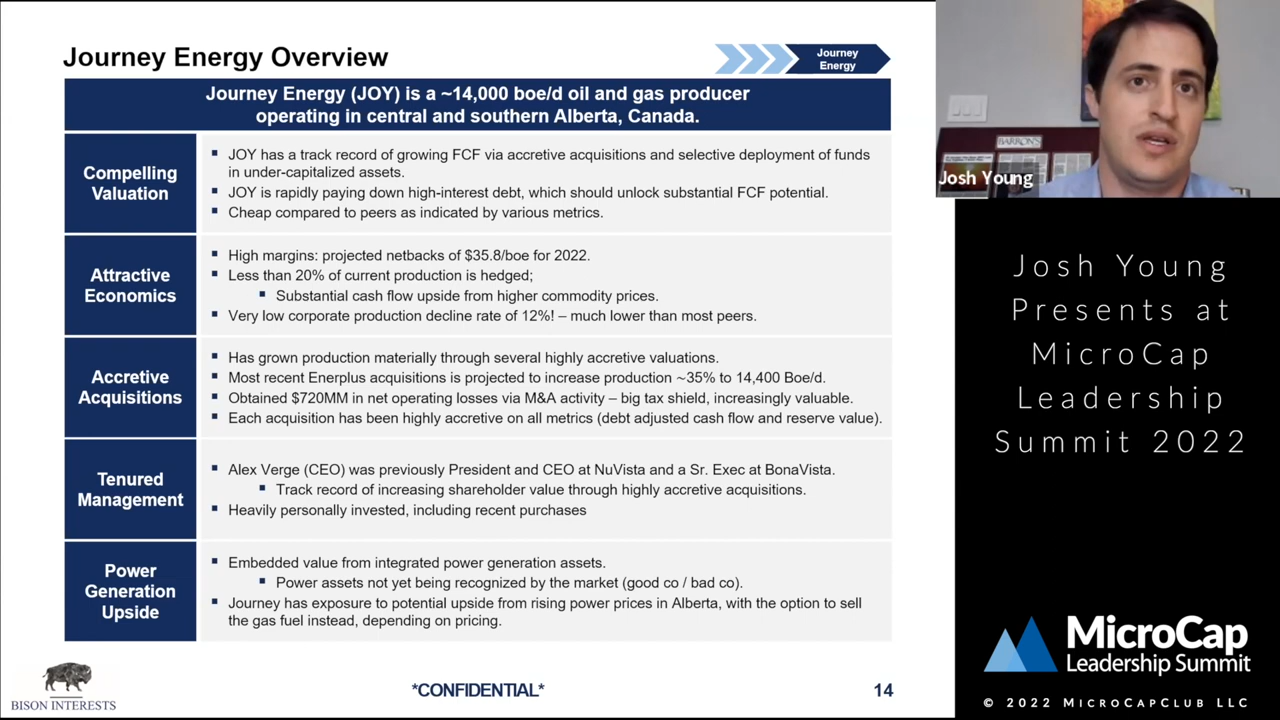 Journey Energy Overview
Journey
Energy
Journey Energy (JOY) is a ~14,000 boe/d oil and gas producer
operating in central and southern Alberta, Canada.
Compelling
Valuation
▪ JOY has a track record of growing FCF via accretive acquisitions and selective deployment of funds
in under-capitalized assets.
▪ JOY is rapidly paying down high-interest debt, which should unlock substantial FCF potential.
▪ Cheap compared to peers as indicated by various metrics.
Attractive
Economics
▪ High margins: projected netbacks of $35.8/boe for 2022.
▪ Less than 20% of current production is hedged;
▪ Substantial cash flow upside from higher commodity prices.
▪ Very low corporate production decline rate of 12%! – much lower than most peers.
Accretive
Acquisitions
▪ Has grown production materially through several highly accretive valuations.
▪ Most recent Enerplus acquisitions is projected to increase production ~35% to 14,400 Boe/d.
▪ Obtained $720MM in net operating losses via M&A activity – big tax shield, increasingly valuable.
▪ Each acquisition has been highly accretive on all metrics (debt adjusted cash flow and reserve value).
Tenured
Management
▪ Alex Verge (CEO) was previously President and CEO at NuVista and a Sr. Exec at BonaVista.
▪ Track record of increasing shareholder value through highly accretive acquisitions.
▪ Heavily personally invested, including recent purchases
Power
Generation
Upside
▪ Embedded value from integrated power generation assets.
▪ Power assets not yet being recognized by the market (good co / bad co).
▪ Journey has exposure to potential upside from rising power prices in Alberta, with the option to sell
the gas fuel instead, depending on pricing.
BISON INTERESTS
*CONFIDENTIAL*
14
BARRON'S
Josh Young
Josh Young
Presents at
MicroCap
Leadership
Summit 2022
MicroCap
Leadership Summit
© 2022 MICROCAPCLUB LLC